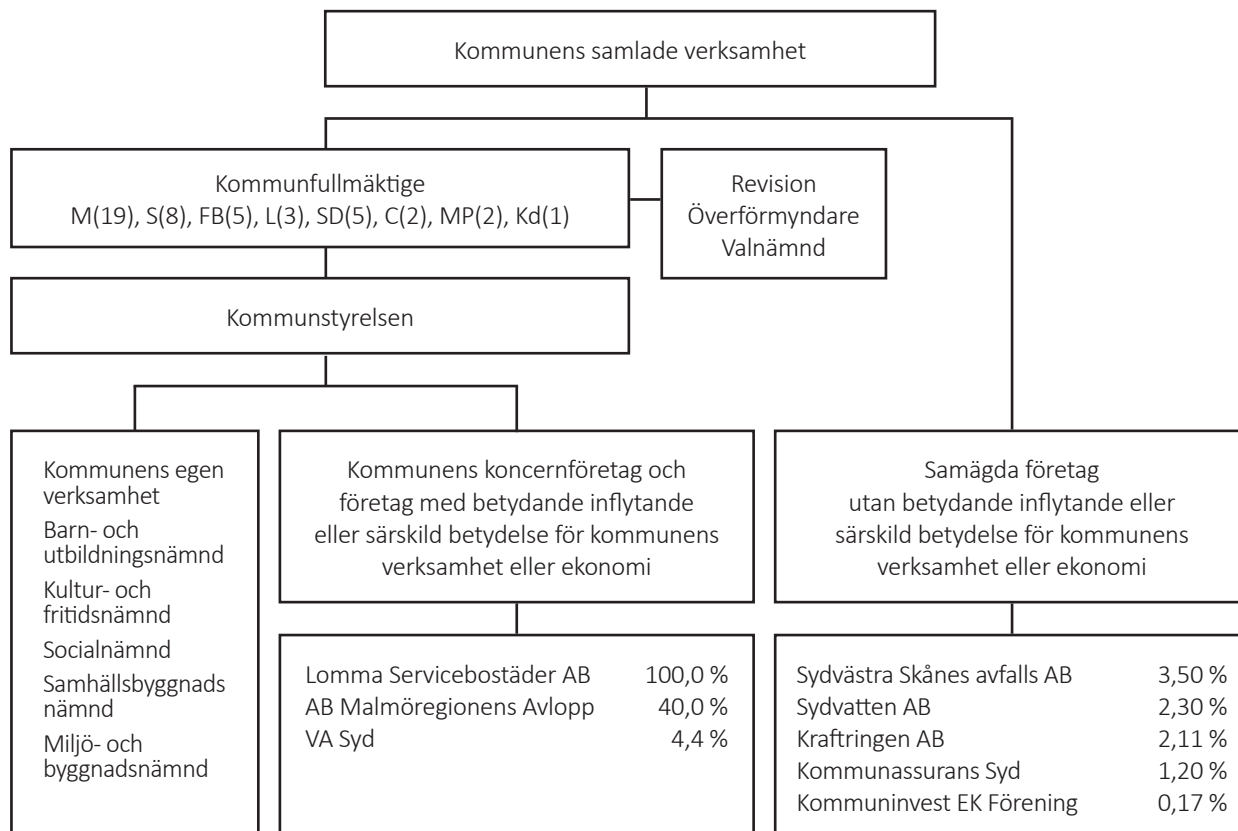 Kommunens samlade verksamhet
Kommunfullmäktige
M(19), S(8), FB(5), L(3), SD(5), C(2), MP(2), Kd(1)
Revision
Överförmyndare
Valnämnd
Kommunstyrelsen
Kommunens egen
verksamhet
Barn- och
utbildningsnämnd
Kultur- och
fritidsnämnd
Socialnämnd
Samhällsbyggnads
nämnd
Miljö- och
byggnadsnämnd
Kommunens koncernföretag och
företag med betydande inflytande
eller särskild betydelse för kommunens
verksamhet eller ekonomi
Lomma Servicebostäder AB 100,0 %
AB Malmöregionens Avlopp 40,0 %
VA Syd 4,4 %
Samägda företag
utan betydande inflytande eller
särskild betydelse för kommunens
verksamhet eller ekonomi
Sydvästra Skånes avfalls AB 3,50 %
Sydvatten AB 2,30 %
Kraftringen AB 2,11 %
Kommunassurans Syd 1,20 %
Kommuninvest EK Förening 0,17 %